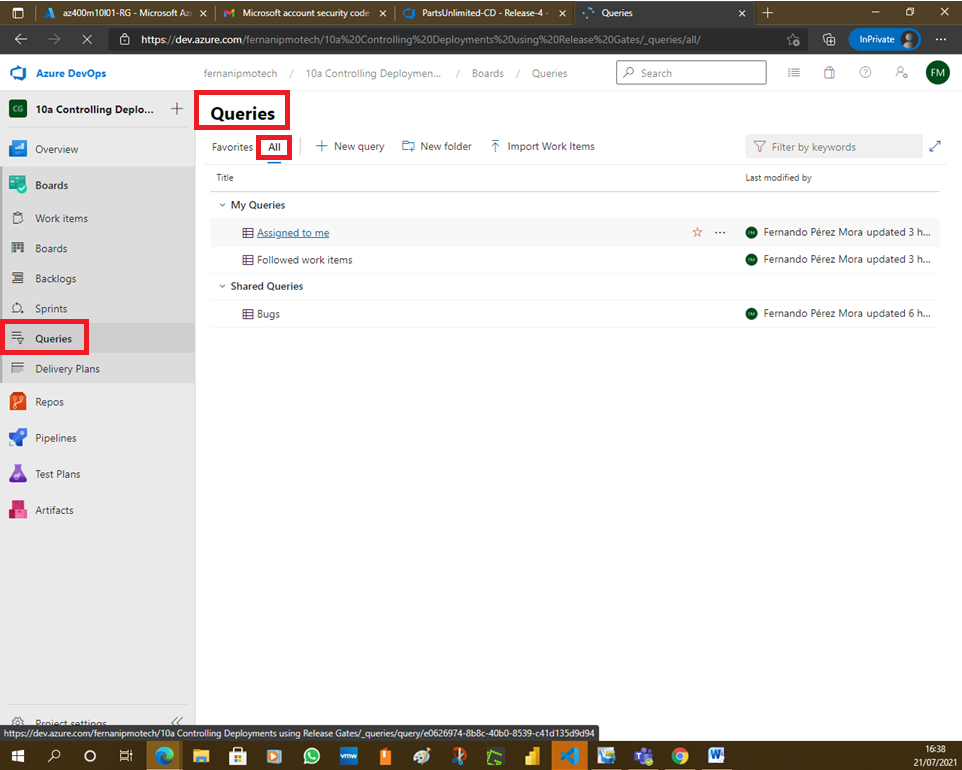 az400m10l01-RG - Microsoft Azu
Microsoft account security code
PartsUnlimited-CD - Release-4 -
Queries
https://dev.azure.com/fernanipmotech/10a%20Controlling%20Deployments%20using%20Release%20Gates/_queries/all/
InPrivate
Azure DevOps
fernanipmotech / 10a Controlling Deploymen... / Boards / Queries
Search
FM
CG
10a Controlling Deplo...
Overview
Boards
Work items
Boards
Backlogs
Sprints
Queries
Delivery Plans
Repos
Pipelines
Test Plans
Artifacts
Project settings
Queries
Favorites All New query New folder Import Work Items
Filter by keywords
Title Last modified by
My Queries
Assigned to me FM Fernando Pérez Mora updated 3 h...
Followed work items FM Fernando Pérez Mora updated 3 h...
Shared Queries
Bugs FM Fernando Pérez Mora updated 6 h...
https://dev.azure.com/fernanipmotech/10a Controlling Deployments using Release Gates/_queries/query/e0626974-8b8c-40b0-8539-c41d135d9d94
vmw
16:38
21/07/2021